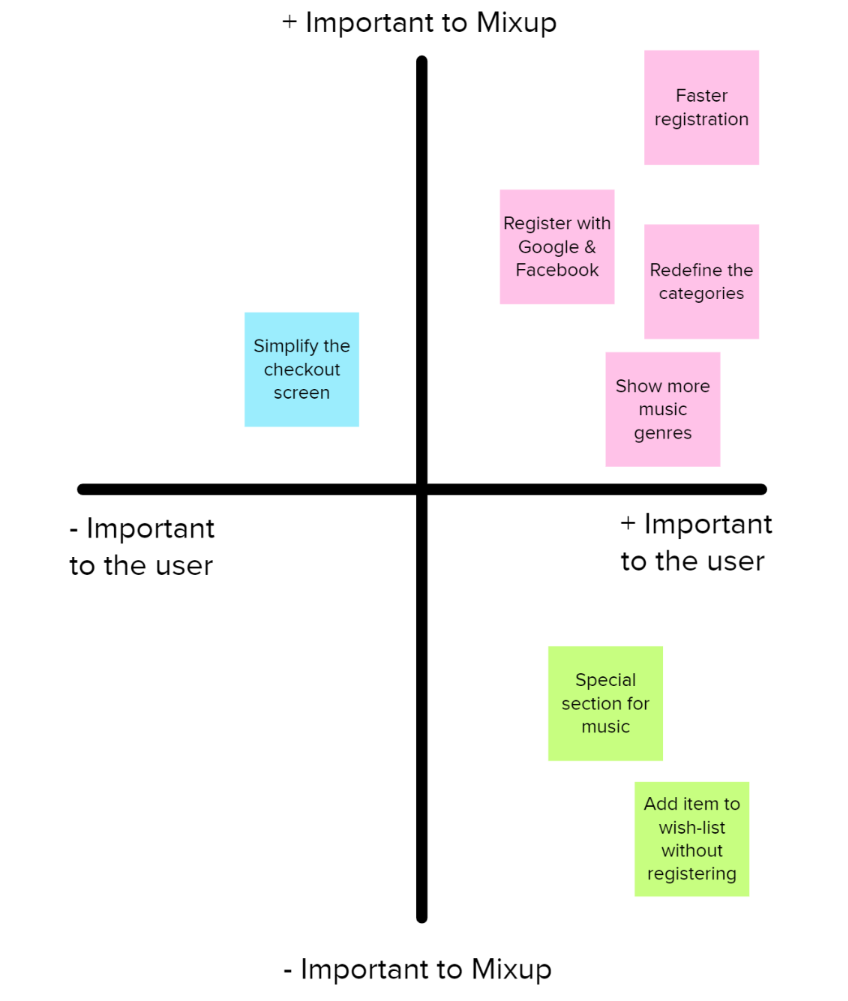 + Important to Mixup
Faster
registration
Register with
Google &
Facebook
Redefine the
categories
Simplify the
checkout
screen
Show more
music
genres
- Important
to the user
+ Important
to the user
Special
section for
music
Add item to
wish-list
without
registering
- Important to Mixup